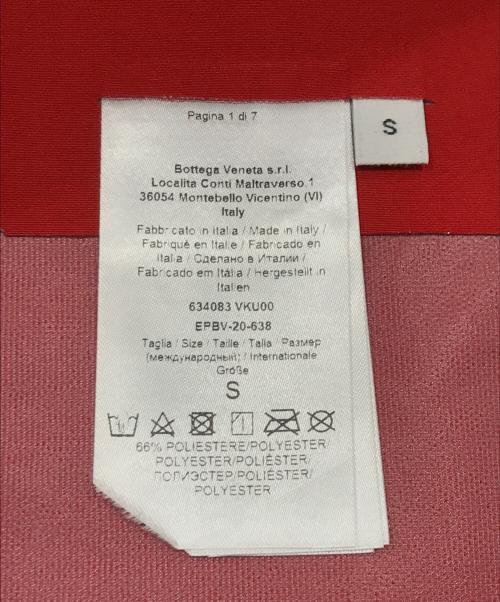 Pagina 1 di 7
S
Bottega Veneta s.r.l.
Localita Conti Maltraverso 1
36054 Montebello Vicentino (VI)
Italy
Fabbricato in Italia / Made in Italy /
Fabriqué en Italie / Fabricado en
Italia / Сделано в Италии /
Fabricado em Itália / Hergestellt in
Italien
634083 VKU00
EPBV-20-638
Taglia / Size / Taille / Talla / Размер
(международный) / Internationale
Größe
S
66% POLIESTERE/POLYESTER/
POLYESTER/POLIÉSTER/
ПОЛИЭСТЕР/POLIÉSTER/
POLYESTER